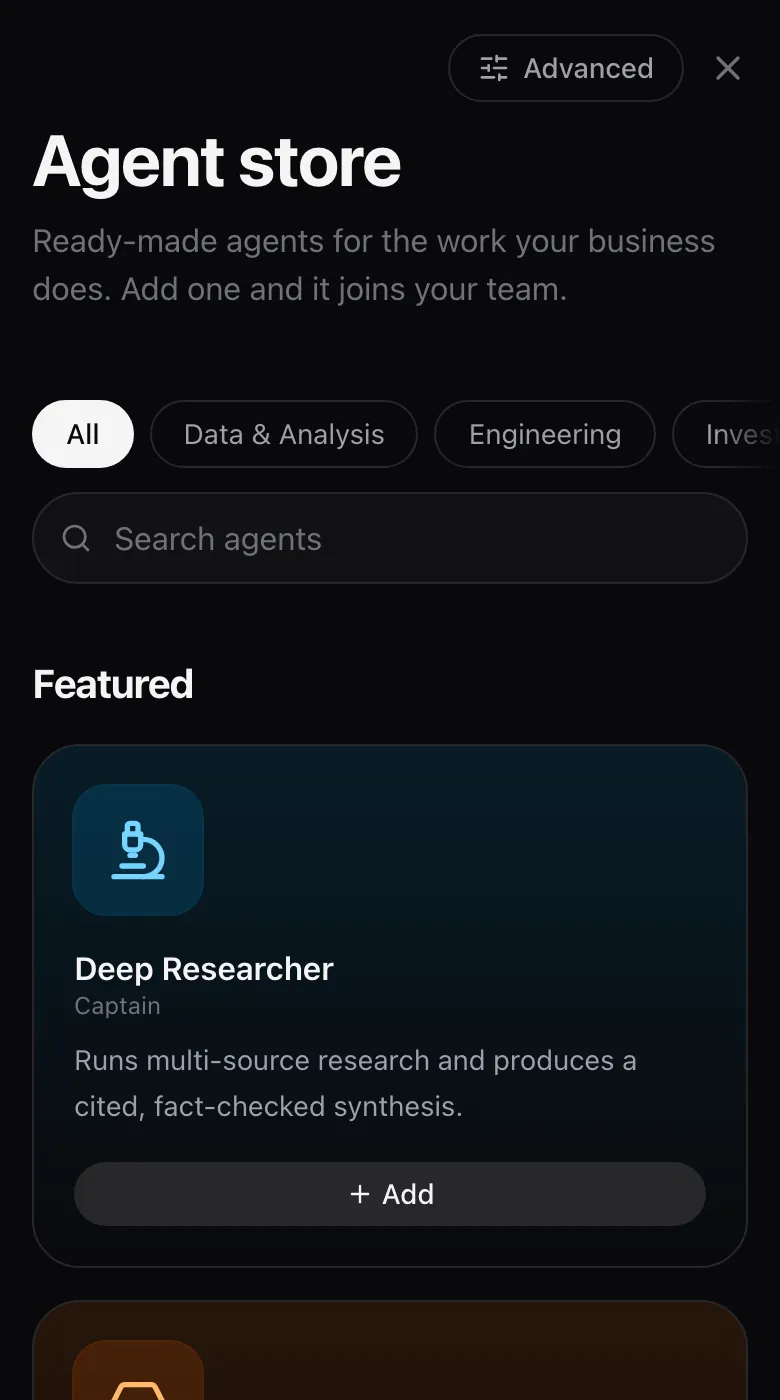 Advanced
Agent store
Ready-made agents for the work your business
does. Add one and it joins your team.
All
Data & Analysis
Engineering
Search agents
Featured
Deep Researcher
Captain
Runs multi-source research and produces a
cited, fact-checked synthesis.
+ Add